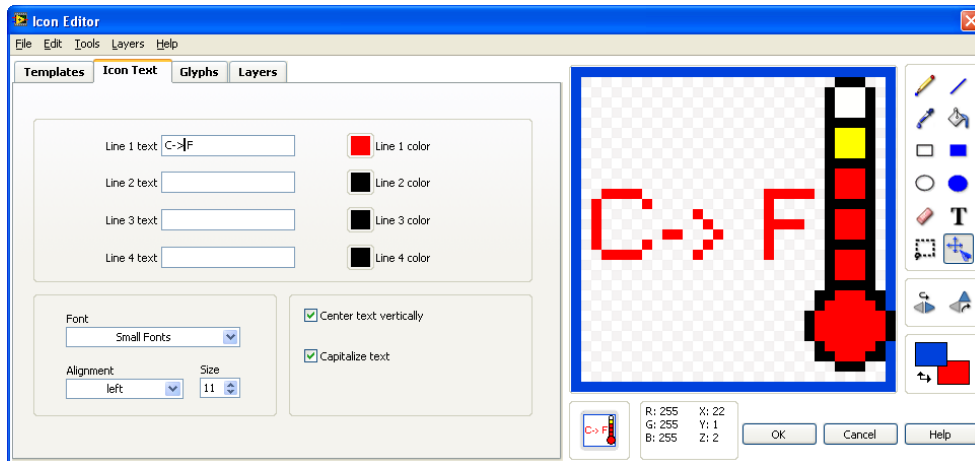 Icon Editor
File Edit Tools Layers Help
Templates Icon Text Glyphs Layers
Line 1 text C->F Line 1 color
Line 2 text Line 2 color
Line 3 text Line 3 color
Line 4 text Line 4 color
Font
Small Fonts
Alignment Size
left 11
Center text vertically
Capitalize text
C-> F
T
C-> F
R: 255 X: 22
G: 255 Y: 1
B: 255 Z: 2
OK Cancel Help